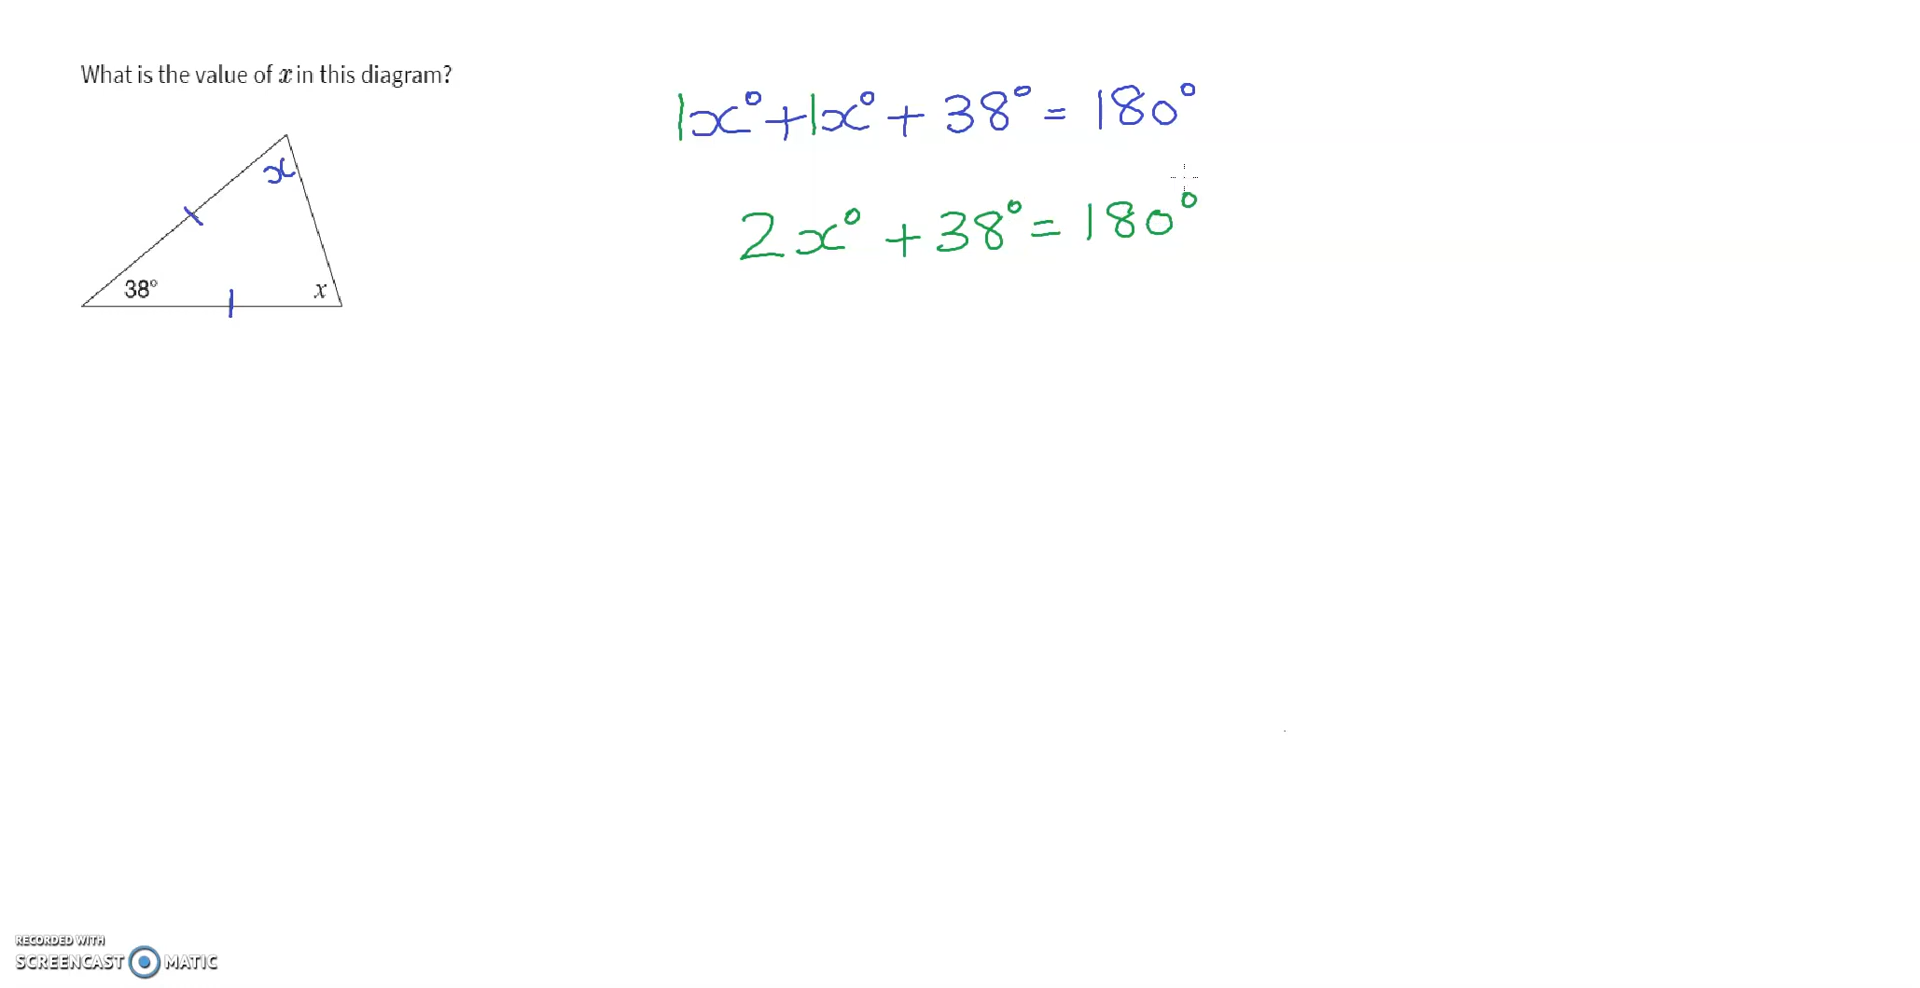 What is the value of x in this diagram?
1x° + 1x° + 38° = 180°
x
2x° + 38° = 180°
38°
x
RECORDED WITH
SCREENCAST MATIC